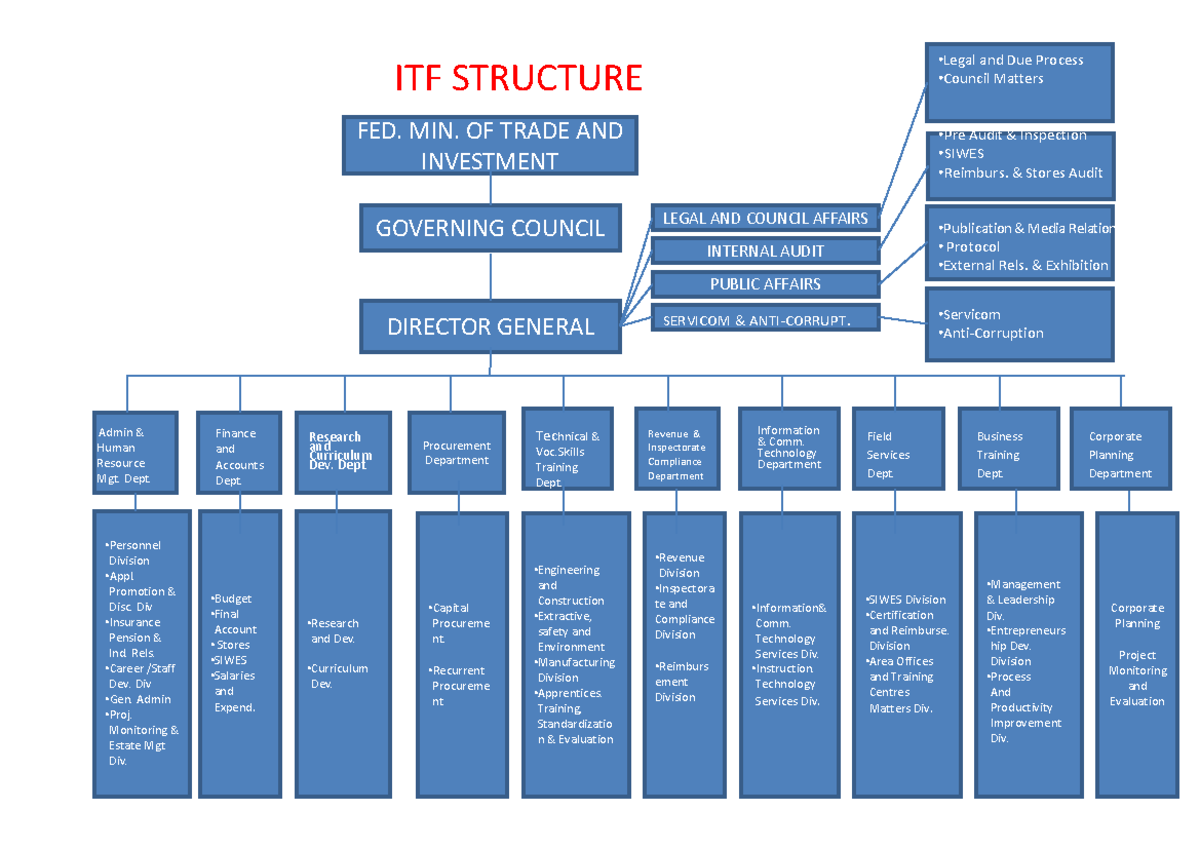 ITF STRUCTURE
FED. MIN. OF TRADE AND
INVESTMENT
GOVERNING COUNCIL
DIRECTOR GENERAL
LEGAL AND COUNCIL AFFAIRS
INTERNAL AUDIT
PUBLIC AFFAIRS
SERVICOM & ANTI-CORRUPT.
•Legal and Due Process
•Council Matters
•Pre Audit & Inspection
•SIWES
•Reimburs. & Stores Audit
•Publication & Media Relation
• Protocol
•External Rels. & Exhibition
•Servicom
•Anti-Corruption
Admin &
Human
Resource
Mgt. Dept.
Finance
and
Accounts
Dept.
Research
and
Curriculum
Dev. Dept.
Procurement
Department
Technical &
Voc.Skills
Training
Dept.
Revenue &
Inspectorate
Compliance
Department
Information
& Comm.
Technology
Department
Field
Services
Dept.
Business
Training
Dept.
Corporate
Planning
Department
•Personnel
Division
•Appt.
Promotion &
Disc. Div
•Insurance
Pension &
Ind. Rels.
•Career /Staff
Dev. Div
•Gen. Admin
•Proj.
Monitoring &
Estate Mgt
Div.
•Budget
•Final
Account
• Stores
•SIWES
•Salaries
and
Expend.
•Research
and Dev.
•Curriculum
Dev.
•Capital
Procureme
nt.
•Recurrent
Procureme
nt
•Engineering
and
Construction
•Extractive,
safety and
Environment
•Manufacturing
Division
•Apprentices.
Training,
Standardizatio
n & Evaluation
•Revenue
Division
•Inspectora
te and
Compliance
Division
•Reimburs
ement
Division
•Information&
Comm.
Technology
Services Div.
•Instruction.
Technology
Services Div.
•SIWES Division
•Certification
and Reimburse.
Division
•Area Offices
and Training
Centres
Matters Div.
•Management
& Leadership
Div.
•Entrepreneurs
hip Dev.
Division
•Process
And
Productivity
Improvement
Div.
Corporate
Planning
Project
Monitoring
and
Evaluation